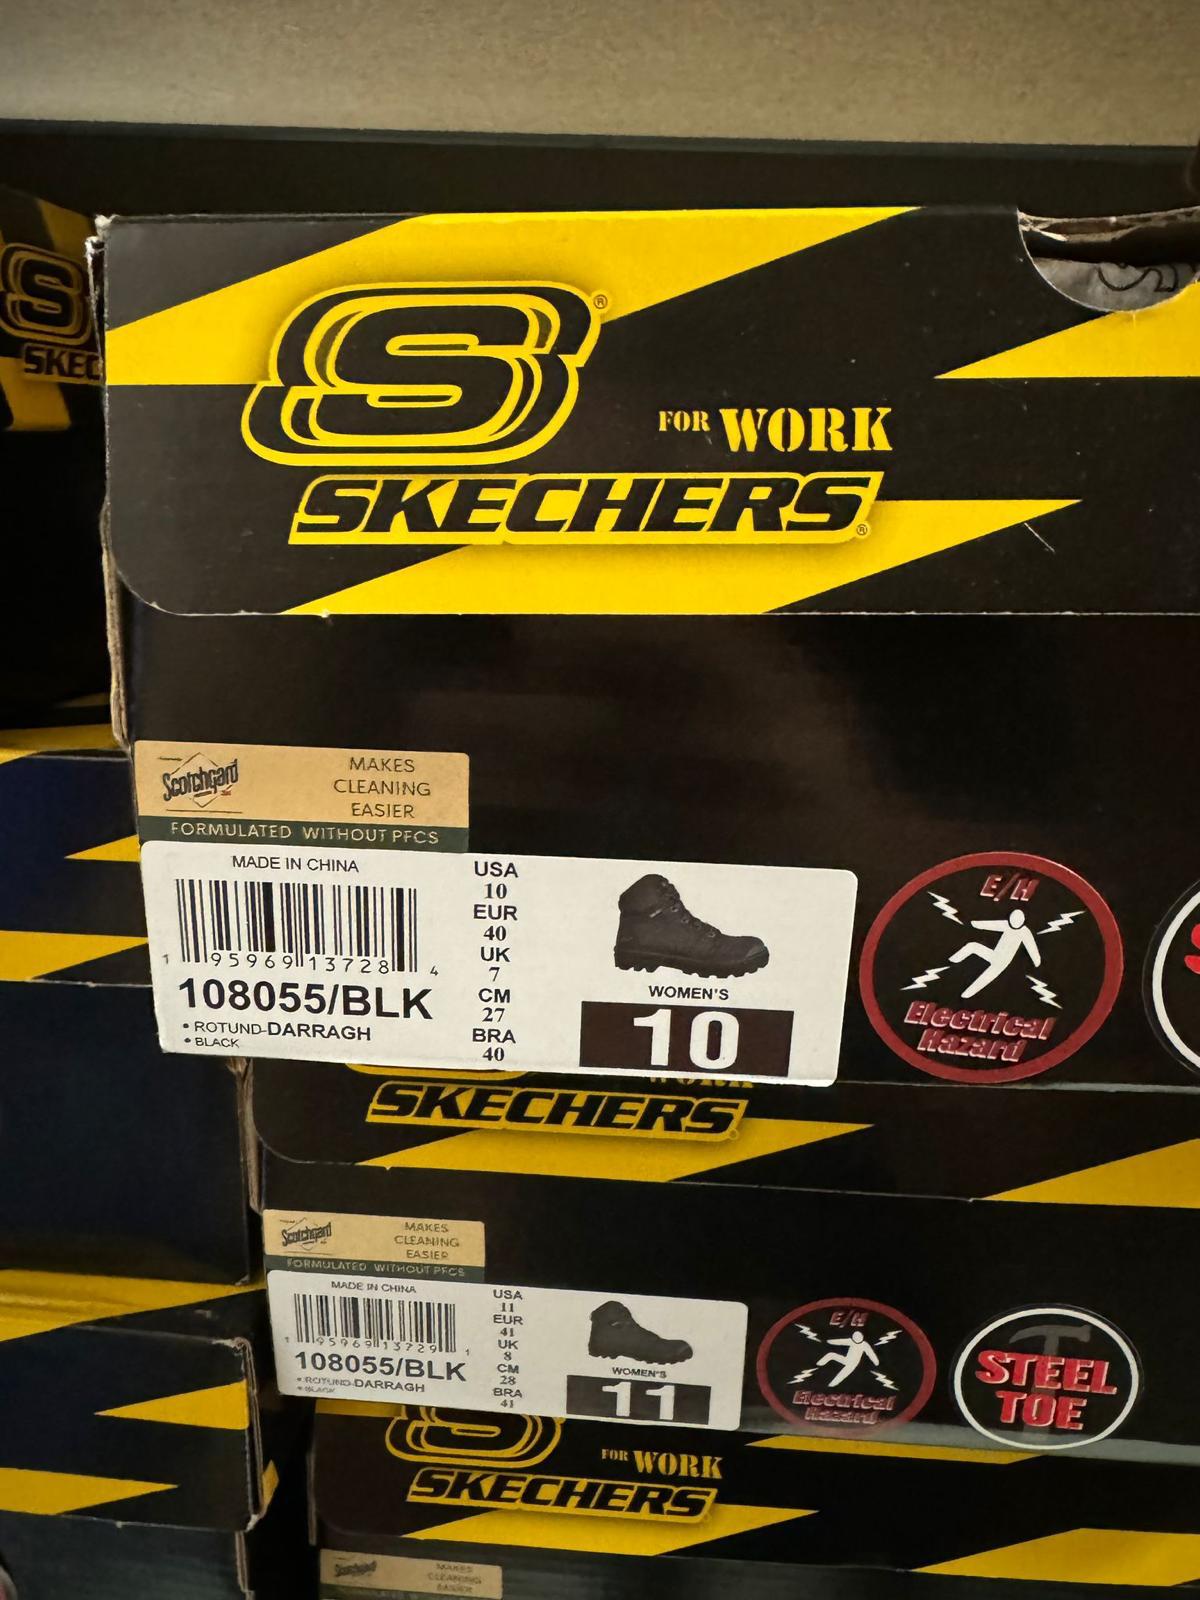 S®
SKEC
FOR WORK
SKECHERS®
Scotchgard
MAKES
CLEANING
EASIER
FORMULATED WITHOUT PFCS
MADE IN CHINA
1 95969 13728 4
108055/BLK
• ROTUND-DARRAGH
• BLACK
USA
10
EUR
40
UK
7
CM
27
BRA
40
WOMEN'S
10
E/H
Electrical
Hazard
WORK
SKECHERS
Scotchgard
MAKES
CLEANING
EASIER
FORMULATED WITHOUT PFCS
MADE IN CHINA
1 95969 13729 1
108055/BLK
• ROTUND-DARRAGH
• BLACK
USA
11
EUR
41
UK
8
CM
28
BRA
41
WOMEN'S
11
E/H
Electrical
Hazard
STEEL
TOE
S
FOR WORK
SKECHERS
Scotchgard
MAKES
CLEANING
EASIER